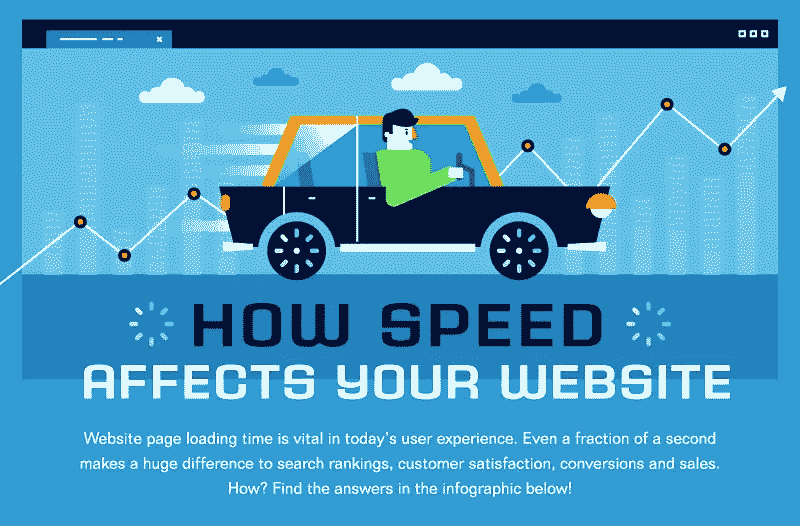 HOW SPEED
AFFECTS YOUR WEBSITE
Website page loading time is vital in today's user experience. Even a fraction of a second
makes a huge difference to search rankings, customer satisfaction, conversions and sales.
How? Find the answers in the infographic below!